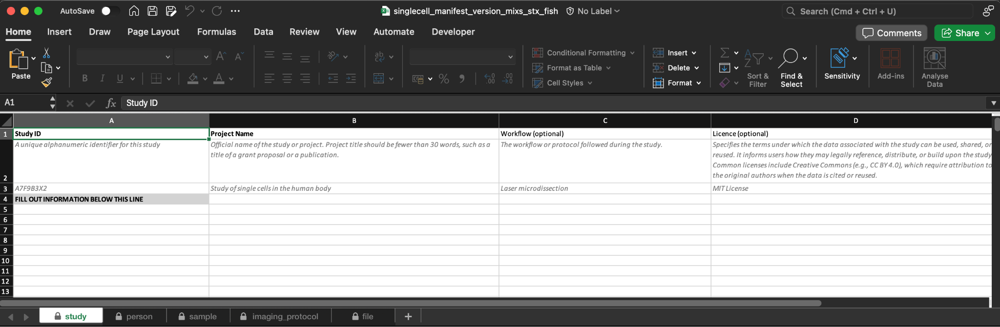 AutoSave
singlecell_manifest_version_mixs_stx_fish
No Label
Search (Cmd + Ctrl + U)
Home Insert Draw Page Layout Formulas Data Review View Automate Developer
Comments Share
Paste
Conditional Formatting
Format as Table
Cell Styles
Insert
Delete
Format
Sort & Filter
Find & Select
Sensitivity
Add-ins
Analyse Data
A1
fx Study ID
A B C D
1 Study ID Project Name Workflow (optional) Licence (optional)
2 A unique alphanumeric identifier for this study
Official name of the study or project. Project title should be fewer than 30 words, such as a
title of a grant proposal or a publication.
The workflow or protocol followed during the study.
Specifies the terms under which the data associated with the study can be used, shared, or
reused. It informs users how they may legally reference, distribute, or build upon the study
Common licenses include Creative Commons (e.g., CC BY 4.0), which require attribution to
the original authors when the data is cited or reused.
3 A7F9B3X2 Study of single cells in the human body Laser microdissection MIT License
4 FILL OUT INFORMATION BELOW THIS LINE
5
6
7
8
9
10
11
12
13
study person sample imaging_protocol file